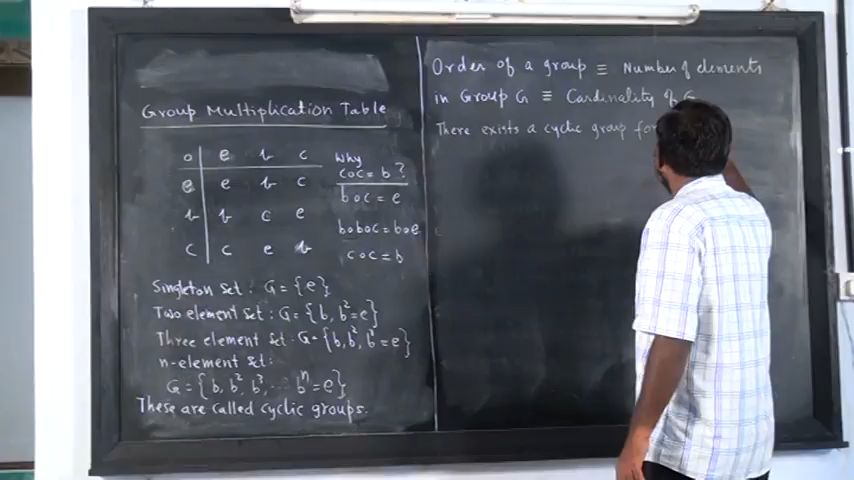 Group Multiplication Table
o e b c
e e b c
b b c e
c c e b
Why
coc = b ?
boc = e
boboc = boe
coc = b
Singleton Set : G = {e}
Two element set : G = {b, b² = e}
Three element set : G = {b, b², b³ = e}
n-element set :
G = {b, b², b³, ... bⁿ = e}
These are called cyclic groups.
Order of a group ≡ Number of elements
in Group G ≡ Cardinality of G
There exists a cyclic group for